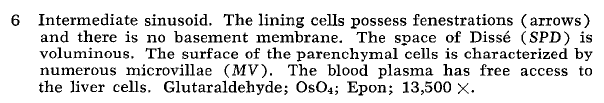 6 Intermediate sinusoid. The lining cells possess fenestrations (arrows)
and there is no basement membrane. The space of Dissé (SPD) is
voluminous. The surface of the parenchymal cells is characterized by
numerous microvillae (MV). The blood plasma has free access to
the liver cells. Glutaraldehyde; OsO₄; Epon; 13,500 ×.